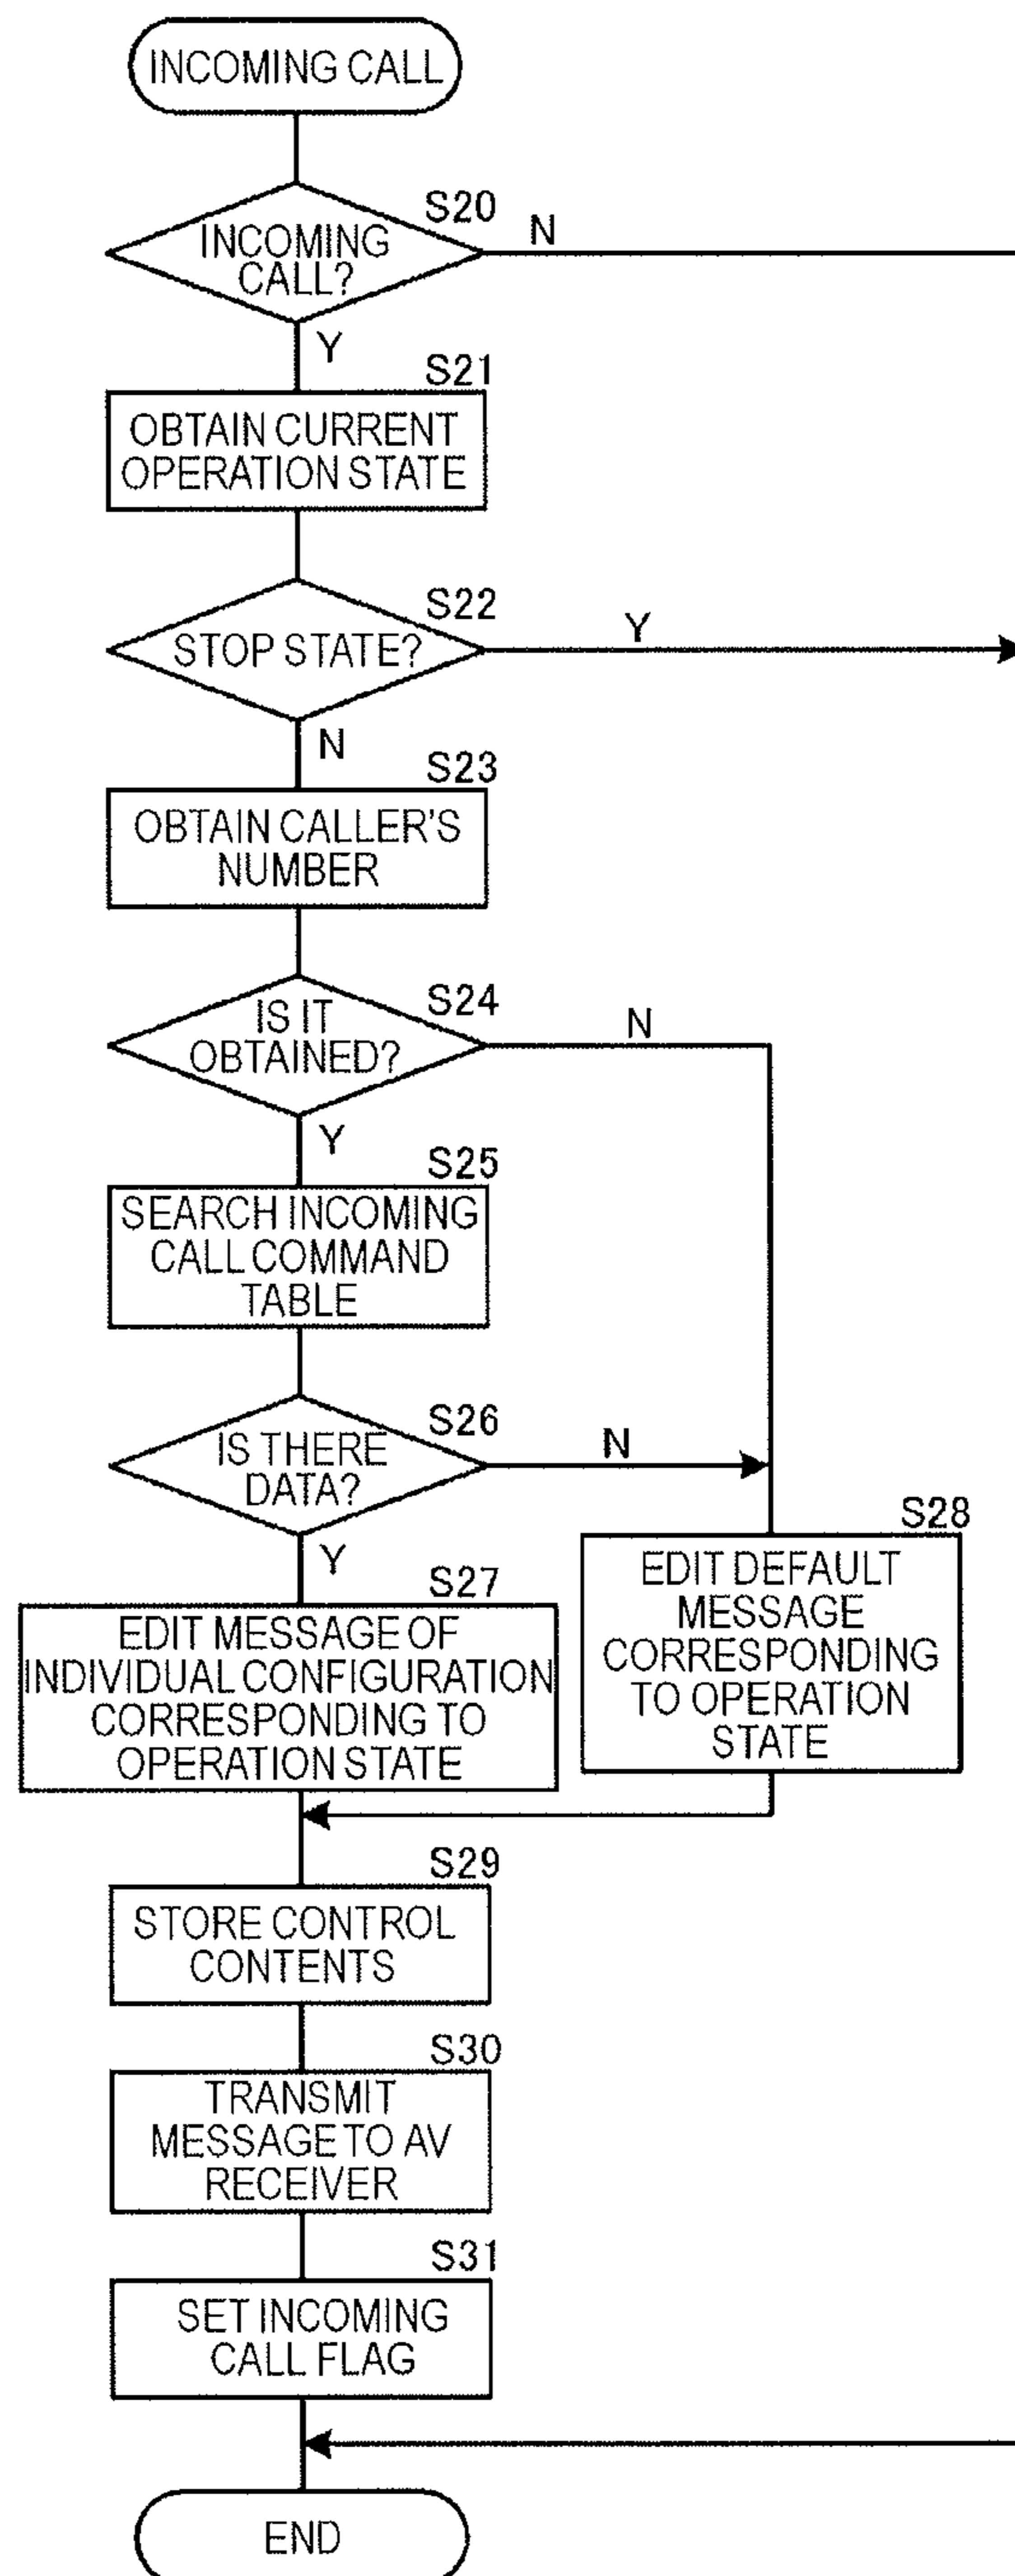 INCOMING CALL
S20
INCOMING
CALL?
N
Y
S21
OBTAIN CURRENT
OPERATION STATE
S22
STOP STATE?
Y
N
S23
OBTAIN CALLER'S
NUMBER
S24
IS IT
OBTAINED?
N
Y
S25
SEARCH INCOMING
CALL COMMAND
TABLE
S26
IS THERE
DATA?
N
Y
S27
EDIT MESSAGE OF
INDIVIDUAL CONFIGURATION
CORRESPONDING TO
OPERATION STATE
S28
EDIT DEFAULT
MESSAGE
CORRESPONDING
TO OPERATION
STATE
S29
STORE CONTROL
CONTENTS
S30
TRANSMIT
MESSAGE TO AV
RECEIVER
S31
SET INCOMING
CALL FLAG
END